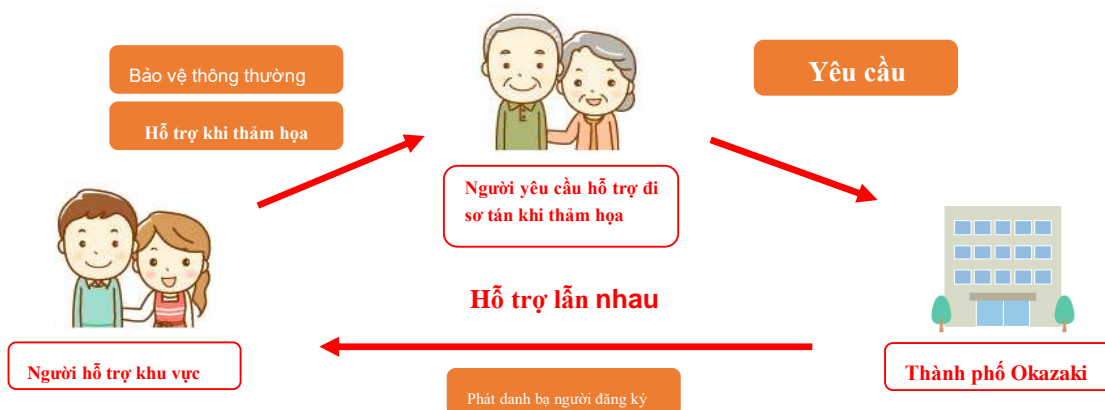 Bảo vệ thông thường
Hỗ trợ khi thảm họa
Yêu cầu
Người yêu cầu hỗ trợ đi
sơ tán khi thảm họa
Hỗ trợ lẫn nhau
Người hỗ trợ khu vực
Thành phố Okazaki
Phát danh bạ người đăng ký